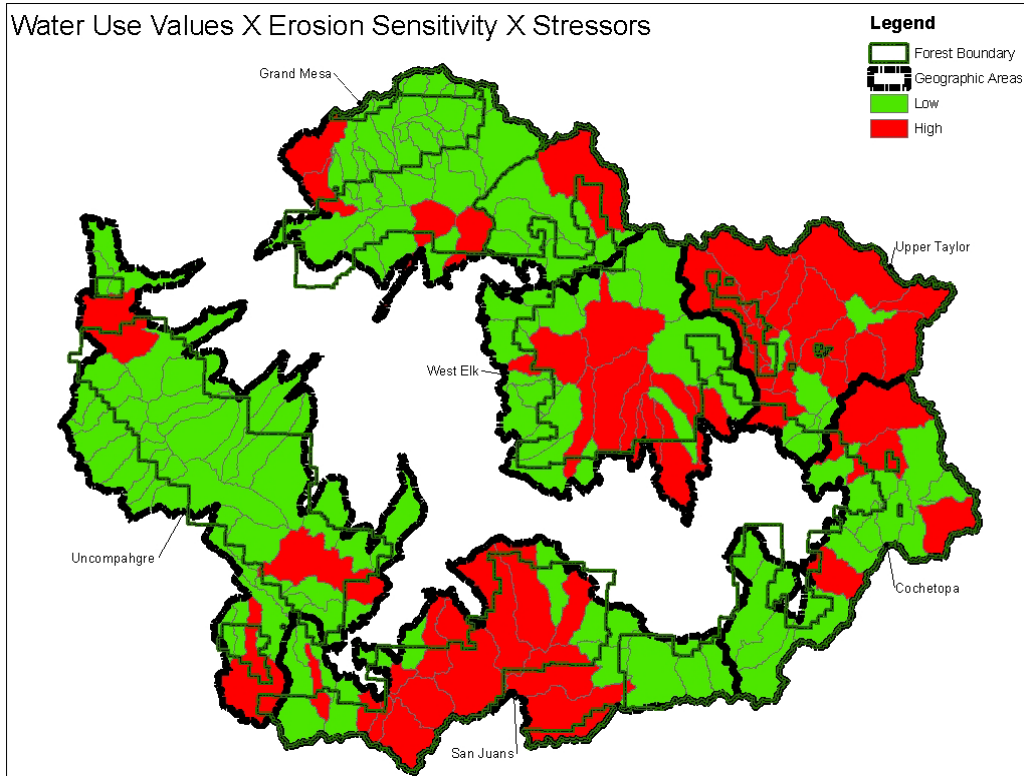 Water Use Values X Erosion Sensitivity X Stressors
Legend
Forest Boundary
Geographic Areas
Low
High
Grand Mesa
Upper Taylor
West Elk
Uncompahgre
Cochetopa
San Juans